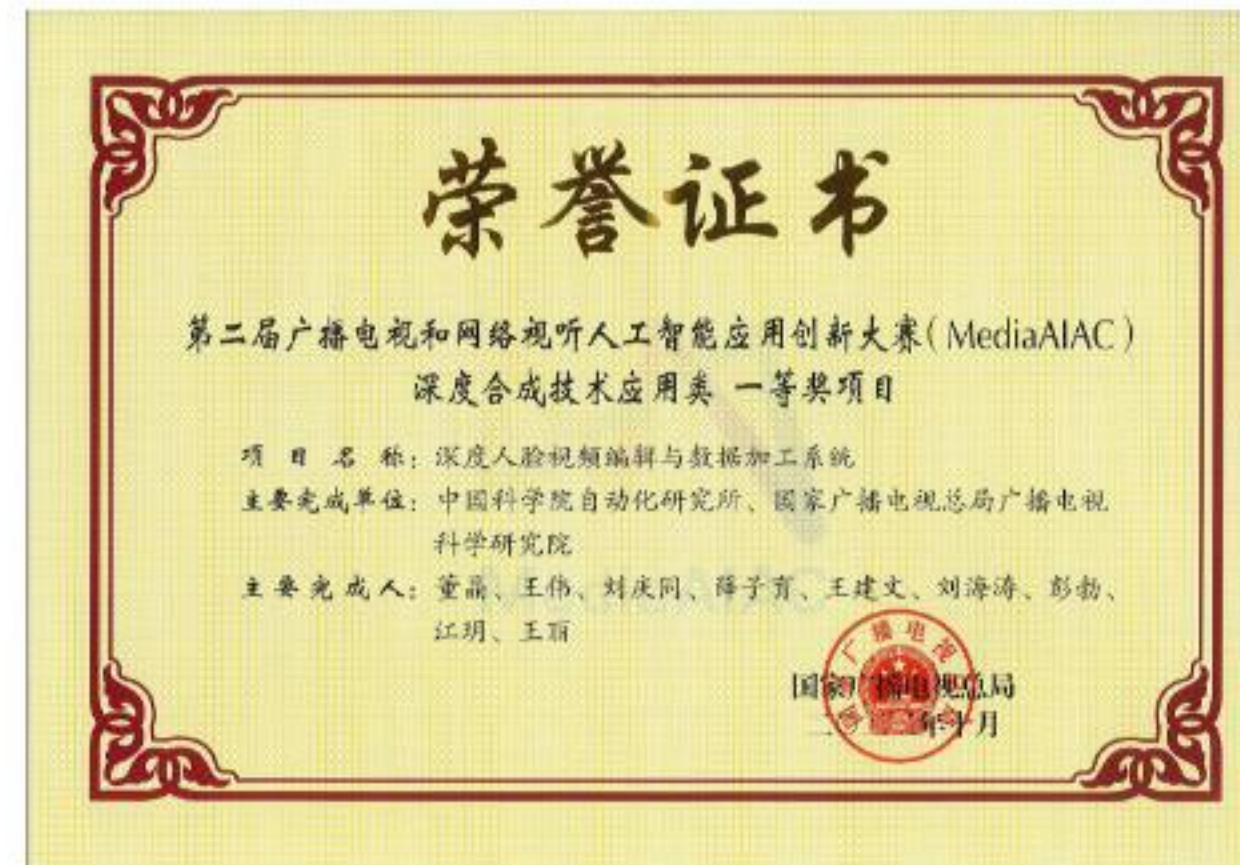 荣誉证书
第二届广播电视和网络视听人工智能应用创新大赛(MediaAIAC)
深度合成技术应用类 一等奖项目
项目名称：深度人脸视频编辑与数据加工系统
主要完成单位：中国科学院自动化研究所、国家广播电视总局广播电视
科学研究院
主要完成人：董晶、王伟、刘庆同、薛子育、王建文、刘海涛、彭勃、
江玥、王丽
国家广播电视总局
年十月